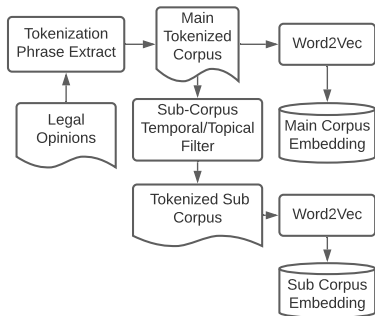 Tokenization
Phrase Extract
Main
Tokenized
Corpus
Word2Vec
Legal
Opinions
Sub-Corpus
Temporal/Topical
Filter
Main Corpus
Embedding
Tokenized Sub
Corpus
Word2Vec
Sub Corpus
Embedding